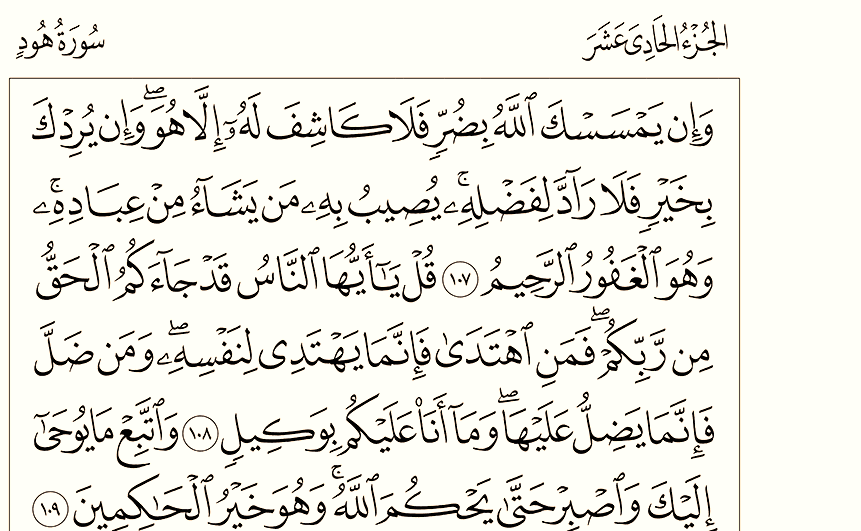 الجُزْءُ الحَادِىَ عَشَرَ
سُورَةُ هُودٍ
وَإِن يَمْسَسْكَ ٱللَّهُ بِضُرٍّ فَلَا كَاشِفَ لَهُۥٓ إِلَّا هُوَ ۖ وَإِن يُرِدْكَ
بِخَيْرٍ فَلَا رَآدَّ لِفَضْلِهِۦ ۚ يُصِيبُ بِهِۦ مَن يَشَآءُ مِنْ عِبَادِهِۦ ۚ
وَهُوَ ٱلْغَفُورُ ٱلرَّحِيمُ ١٠٧ قُلْ يَـٰٓأَيُّهَا ٱلنَّاسُ قَدْ جَآءَكُمُ ٱلْحَقُّ
مِن رَّبِّكُمْ ۖ فَمَنِ ٱهْتَدَىٰ فَإِنَّمَا يَهْتَدِى لِنَفْسِهِۦ ۖ وَمَن ضَلَّ
فَإِنَّمَا يَضِلُّ عَلَيْهَا ۖ وَمَآ أَنَا۠ عَلَيْكُم بِوَكِيلٍ ١٠٨ وَٱتَّبِعْ مَا يُوحَىٰٓ
إِلَيْكَ وَٱصْبِرْ حَتَّىٰ يَحْكُمَ ٱللَّهُ ۚ وَهُوَ خَيْرُ ٱلْحَـٰكِمِينَ ١٠٩